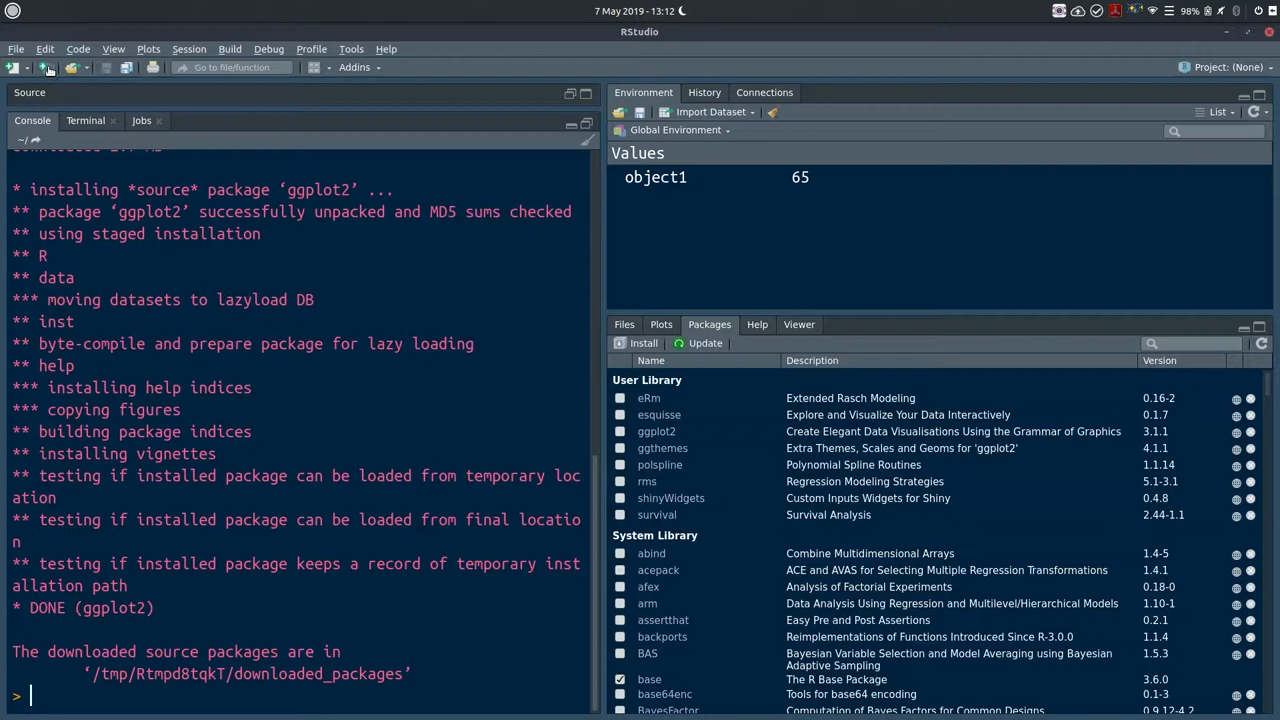 7 May 2019 - 13:12
98%
RStudio
File Edit Code View Plots Session Build Debug Profile Tools Help
Go to file/function
Addins
Project: (None)
Source
Console Terminal Jobs
~/
* installing *source* package ‘ggplot2’ ...
** package ‘ggplot2’ successfully unpacked and MD5 sums checked
** using staged installation
** R
** data
*** moving datasets to lazyload DB
** inst
** byte-compile and prepare package for lazy loading
** help
*** installing help indices
*** copying figures
** building package indices
** installing vignettes
** testing if installed package can be loaded from temporary loc
ation
** testing if installed package can be loaded from final locatio
n
** testing if installed package keeps a record of temporary inst
allation path
* DONE (ggplot2)
The downloaded source packages are in
‘/tmp/Rtmpd8tqkT/downloaded_packages’
>
Environment History Connections
Import Dataset
List
Global Environment
Values
object1 65
Files Plots Packages Help Viewer
Install Update
Name Description Version
User Library
eRm Extended Rasch Modeling 0.16-2
esquisse Explore and Visualize Your Data Interactively 0.1.7
ggplot2 Create Elegant Data Visualisations Using the Grammar of Graphics 3.1.1
ggthemes Extra Themes, Scales and Geoms for 'ggplot2' 4.1.1
polspline Polynomial Spline Routines 1.1.14
rms Regression Modeling Strategies 5.1-3.1
shinyWidgets Custom Inputs Widgets for Shiny 0.4.8
survival Survival Analysis 2.44-1.1
System Library
abind Combine Multidimensional Arrays 1.4-5
acepack ACE and AVAS for Selecting Multiple Regression Transformations 1.4.1
afex Analysis of Factorial Experiments 0.18-0
arm Data Analysis Using Regression and Multilevel/Hierarchical Models 1.10-1
assertthat Easy Pre and Post Assertions 0.2.1
backports Reimplementations of Functions Introduced Since R-3.0.0 1.1.4
BAS Bayesian Variable Selection and Model Averaging using Bayesian 1.5.3
Adaptive Sampling
base The R Base Package 3.6.0
base64enc Tools for base64 encoding 0.1-3
BayesFactor Computation of Bayes Factors for Common Designs 0.9.12-4.2